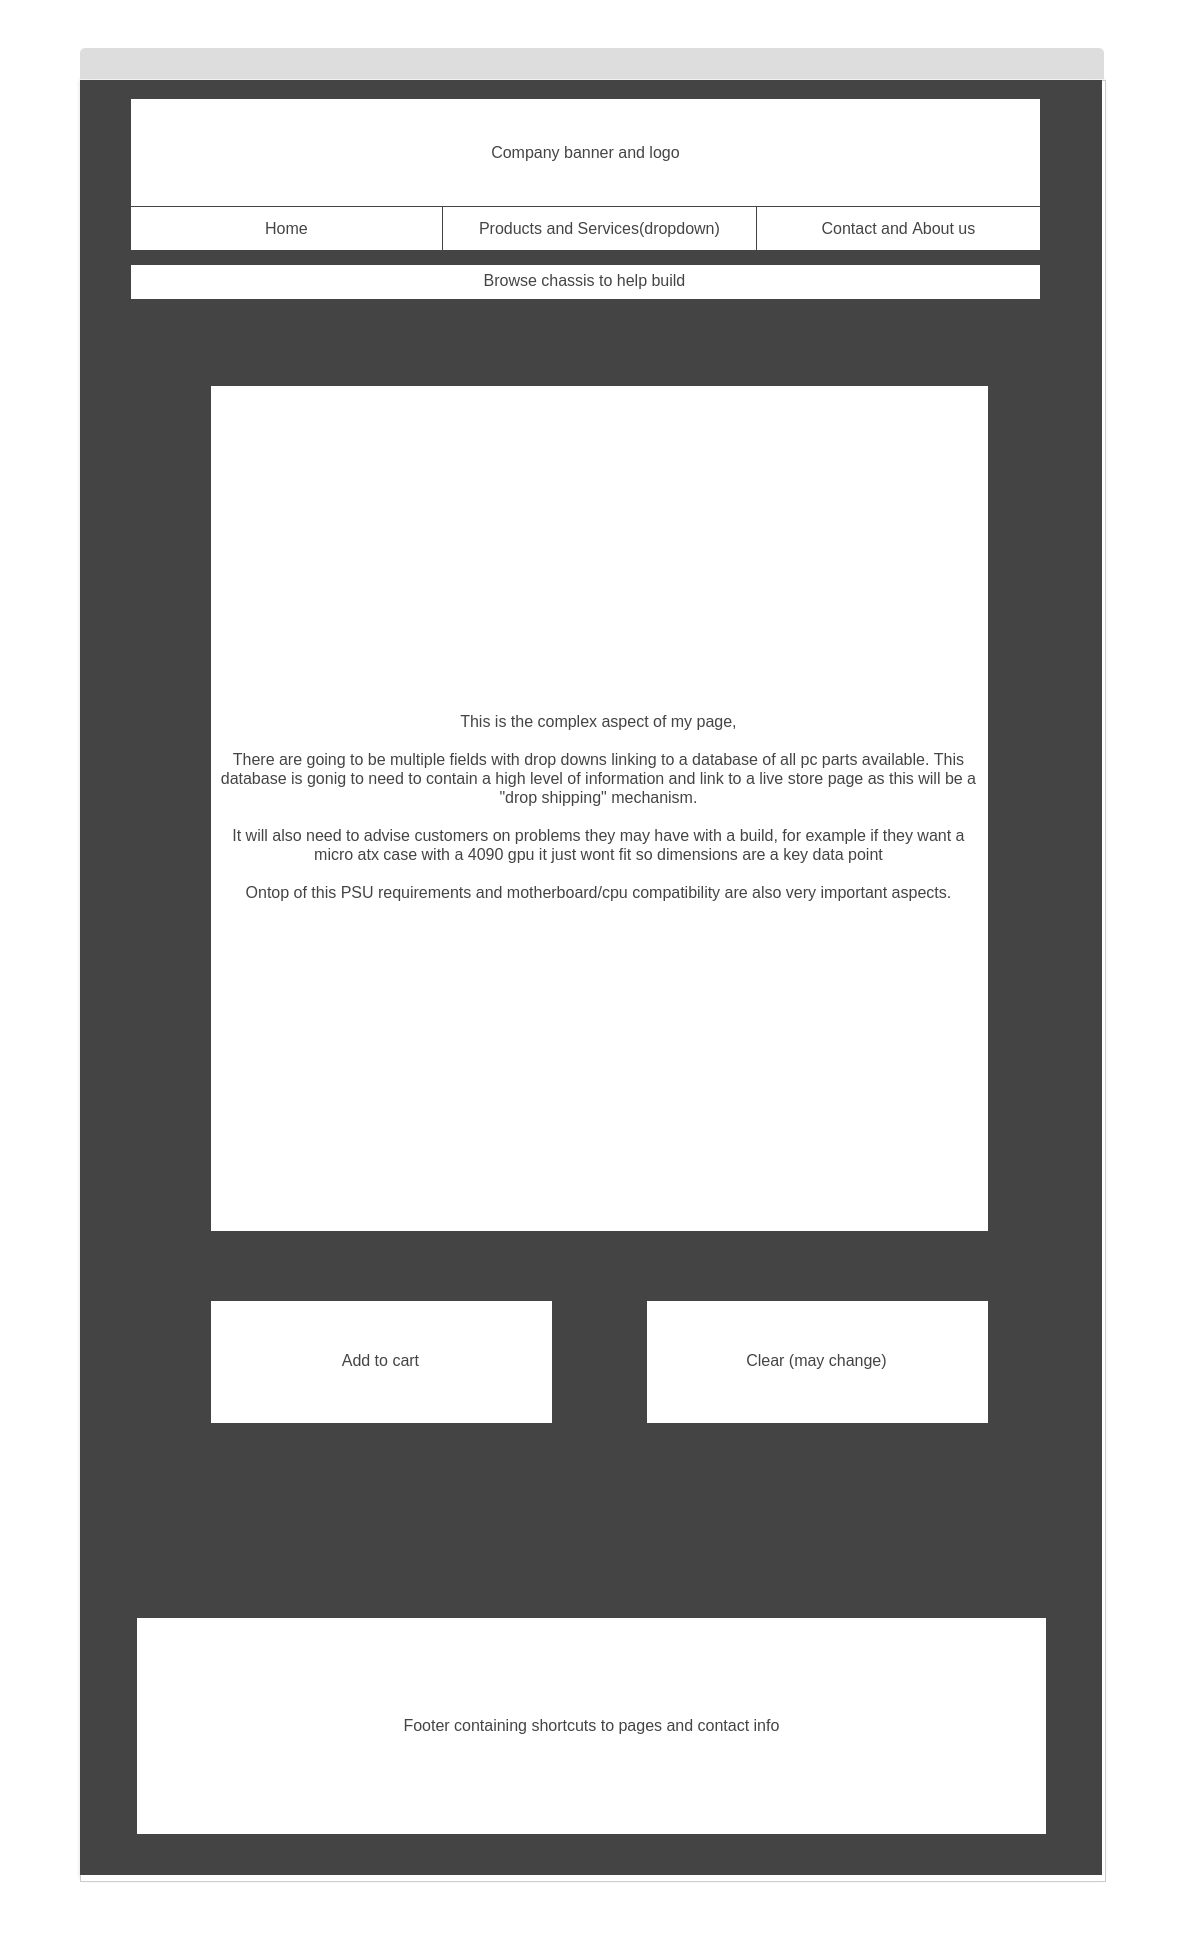 Company banner and logo
Home
Products and Services(dropdown)
Contact and About us
Browse chassis to help build
This is the complex aspect of my page,
There are going to be multiple fields with drop downs linking to a database of all pc parts available. This
database is gonig to need to contain a high level of information and link to a live store page as this will be a
"drop shipping" mechanism.
It will also need to advise customers on problems they may have with a build, for example if they want a
micro atx case with a 4090 gpu it just wont fit so dimensions are a key data point
Ontop of this PSU requirements and motherboard/cpu compatibility are also very important aspects.
Add to cart
Clear (may change)
Footer containing shortcuts to pages and contact info